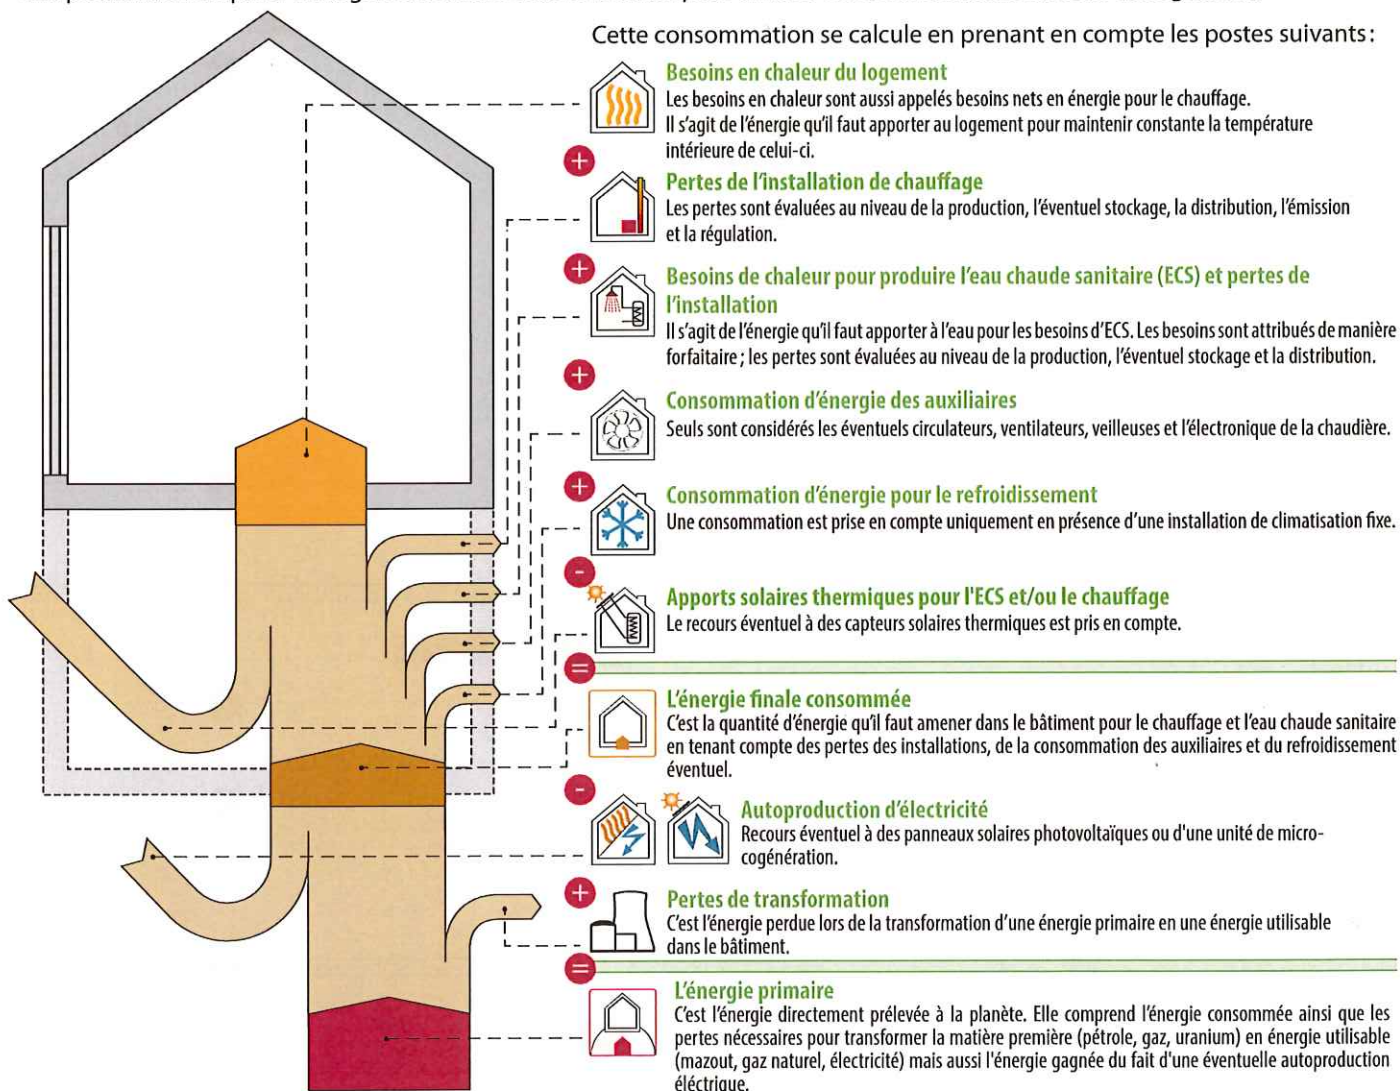 Cette consommation se calcule en prenant en compte les postes suivants :
Besoins en chaleur du logement
Les besoins en chaleur sont aussi appelés besoins nets en énergie pour le chauffage.
Il s'agit de l'énergie qu'il faut apporter au logement pour maintenir constante la température
intérieure de celui-ci.
+
Pertes de l'installation de chauffage
Les pertes sont évaluées au niveau de la production, l'éventuel stockage, la distribution, l'émission
et la régulation.
+
Besoins de chaleur pour produire l'eau chaude sanitaire (ECS) et pertes de
l'installation
Il s'agit de l'énergie qu'il faut apporter à l'eau pour les besoins d'ECS. Les besoins sont attribués de manière
forfaitaire ; les pertes sont évaluées au niveau de la production, l'éventuel stockage et la distribution.
+
Consommation d'énergie des auxiliaires
Seuls sont considérés les éventuels circulateurs, ventilateurs, veilleuses et l'électronique de la chaudière.
+
Consommation d'énergie pour le refroidissement
Une consommation est prise en compte uniquement en présence d'une installation de climatisation fixe.
-
Apports solaires thermiques pour l'ECS et/ou le chauffage
Le recours éventuel à des capteurs solaires thermiques est pris en compte.
=
L'énergie finale consommée
C'est la quantité d'énergie qu'il faut amener dans le bâtiment pour le chauffage et l'eau chaude sanitaire
en tenant compte des pertes des installations, de la consommation des auxiliaires et du refroidissement
éventuel.
-
Autoproduction d'électricité
Recours éventuel à des panneaux solaires photovoltaïques ou d'une unité de micro-
cogénération.
+
Pertes de transformation
C'est l'énergie perdue lors de la transformation d'une énergie primaire en une énergie utilisable
dans le bâtiment.
=
L'énergie primaire
C'est l'énergie directement prélevée à la planète. Elle comprend l'énergie consommée ainsi que les
pertes nécessaires pour transformer la matière première (pétrole, gaz, uranium) en énergie utilisable
(mazout, gaz naturel, électricité) mais aussi l'énergie gagnée du fait d'une éventuelle autoproduction
éléctrique.